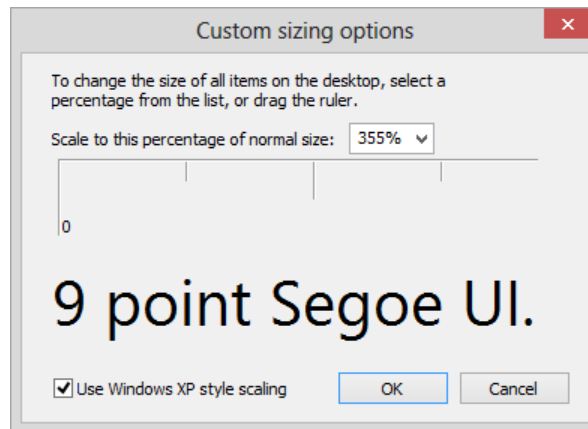 Custom sizing options
To change the size of all items on the desktop, select a
percentage from the list, or drag the ruler.
Scale to this percentage of normal size: 355%
0
9 point Segoe UI.
Use Windows XP style scaling OK Cancel